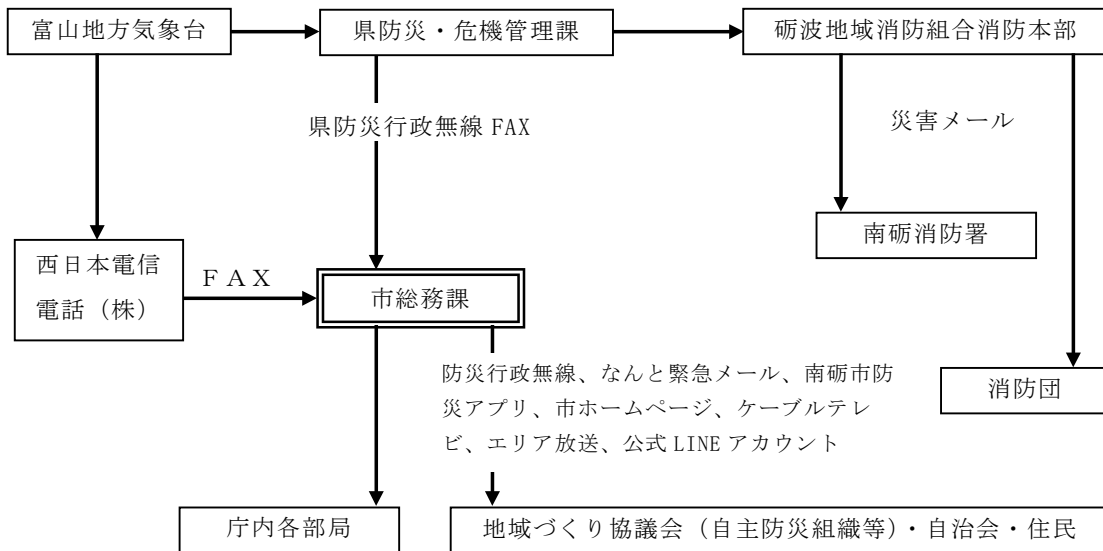 富山地方気象台
県防災・危機管理課
砺波地域消防組合消防本部
県防災行政無線 FAX
災害メール
南砺消防署
西日本電信
電話（株）
ＦＡＸ
市総務課
防災行政無線、なんと緊急メール、南砺市防
災アプリ、市ホームページ、ケーブルテレ
ビ、エリア放送、公式 LINE アカウント
消防団
庁内各部局
地域づくり協議会（自主防災組織等）・自治会・住民